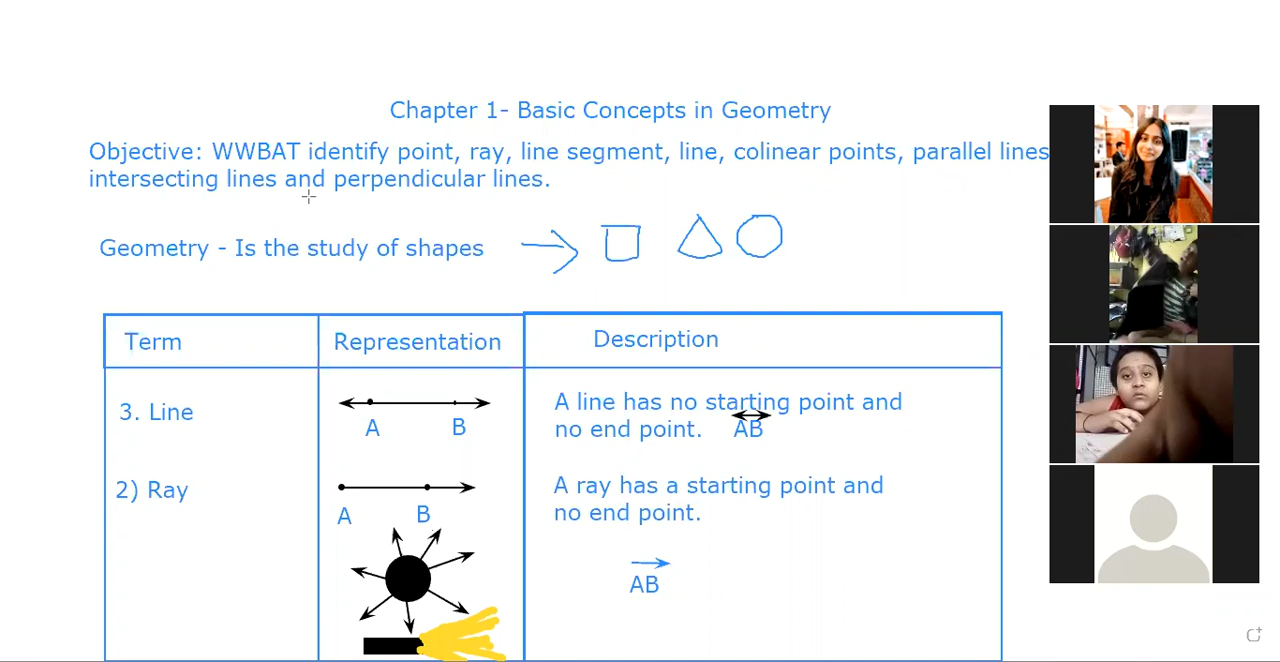 Chapter 1- Basic Concepts in Geometry
Objective: WWBAT identify point, ray, line segment, line, colinear points, parallel lines
intersecting lines and perpendicular lines.
Geometry - Is the study of shapes
Term Representation Description
3. Line
A B
A line has no starting point and
no end point. AB
2) Ray
A B
A ray has a starting point and
no end point.
AB